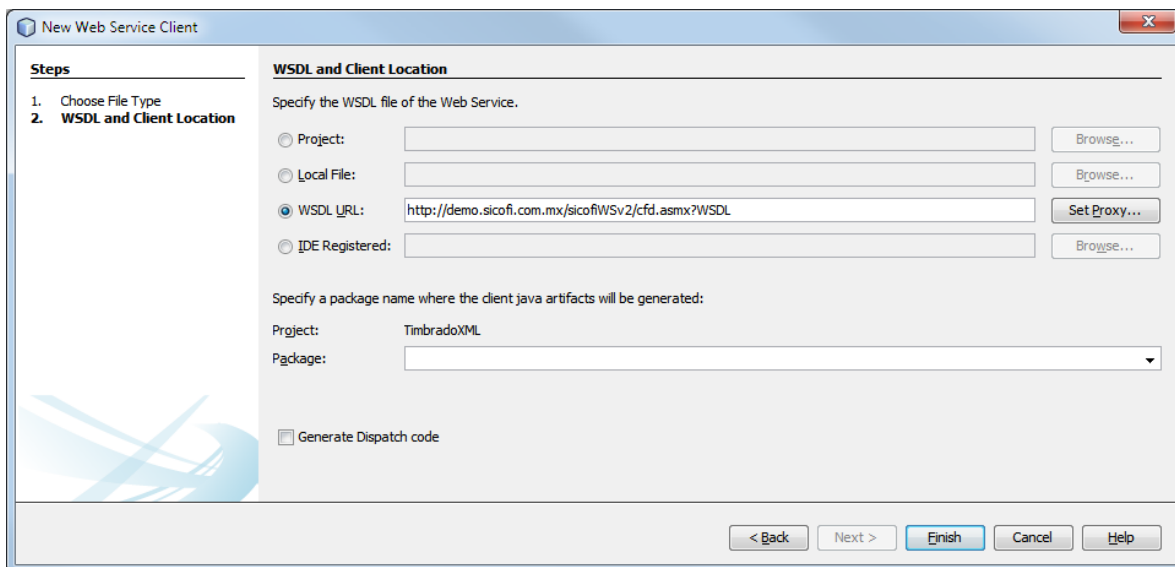 New Web Service Client
Steps
1. Choose File Type
2. WSDL and Client Location
WSDL and Client Location
Specify the WSDL file of the Web Service.
Project: Browse...
Local File: Browse...
WSDL URL: http://demo.sicofi.com.mx/sicofiWSv2/cfd.asmx?WSDL Set Proxy...
IDE Registered: Browse...
Specify a package name where the client java artifacts will be generated:
Project: TimbradoXML
Package:
Generate Dispatch code
< Back Next > Finish Cancel Help